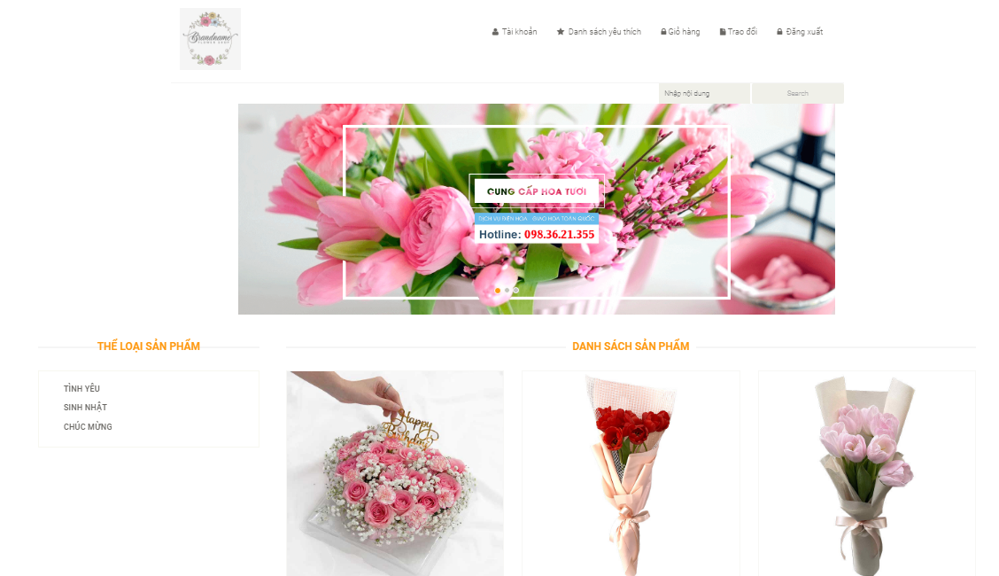 Brandname
FLOWER SHOP
Tài khoản
Danh sách yêu thích
Giỏ hàng
Trao đổi
Đăng xuất
Nhập nội dung
Search
CUNG CẤP HOA TƯƠI
DỊCH VỤ ĐIỆN HOA - GIAO HOA TOÀN QUỐC
Hotline: 098.36.21.355
THỂ LOẠI SẢN PHẨM
DANH SÁCH SẢN PHẨM
TÌNH YÊU
SINH NHẬT
CHÚC MỪNG
Happy
Birthday